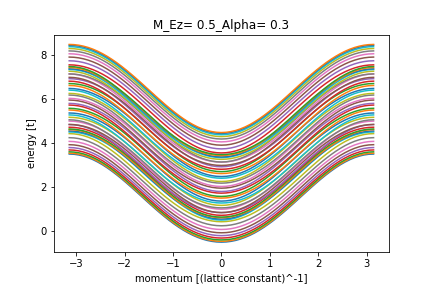 M_Ez= 0.5_Alpha= 0.3
8
6
4
2
0
energy [t]
−3 −2 −1 0 1 2 3
momentum [(lattice constant)^-1]